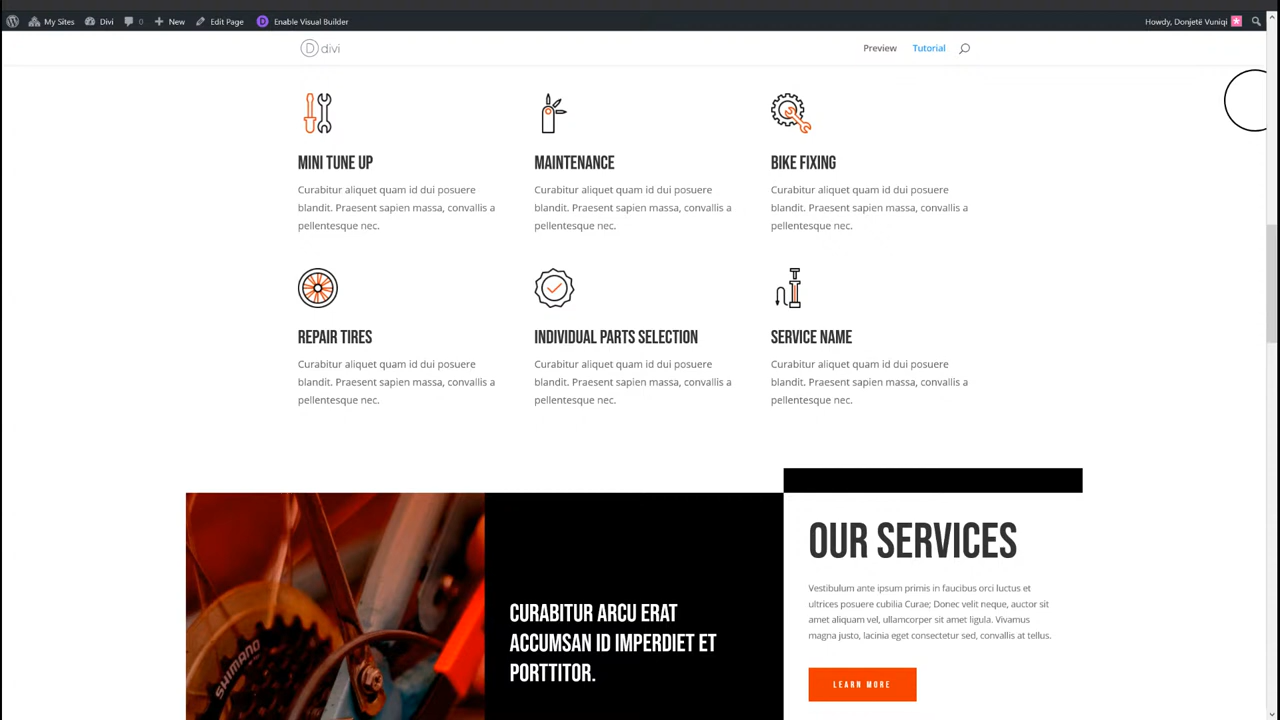 My Sites Divi 0 New Edit Page Enable Visual Builder Howdy, Donjetë Vuniqi
divi Preview Tutorial
MINI TUNE UP
Curabitur aliquet quam id dui posuere
blandit. Praesent sapien massa, convallis a
pellentesque nec.
MAINTENANCE
Curabitur aliquet quam id dui posuere
blandit. Praesent sapien massa, convallis a
pellentesque nec.
BIKE FIXING
Curabitur aliquet quam id dui posuere
blandit. Praesent sapien massa, convallis a
pellentesque nec.
REPAIR TIRES
Curabitur aliquet quam id dui posuere
blandit. Praesent sapien massa, convallis a
pellentesque nec.
INDIVIDUAL PARTS SELECTION
Curabitur aliquet quam id dui posuere
blandit. Praesent sapien massa, convallis a
pellentesque nec.
SERVICE NAME
Curabitur aliquet quam id dui posuere
blandit. Praesent sapien massa, convallis a
pellentesque nec.
SHIMANO
CURABITUR ARCU ERAT
ACCUMSAN ID IMPERDIET ET
PORTTITOR.
OUR SERVICES
Vestibulum ante ipsum primis in faucibus orci luctus et
ultrices posuere cubilia Curae; Donec velit neque, auctor sit
amet aliquam vel, ullamcorper sit amet ligula. Vivamus
magna justo, lacinia eget consectetur sed, convallis at tellus.
LEARN MORE